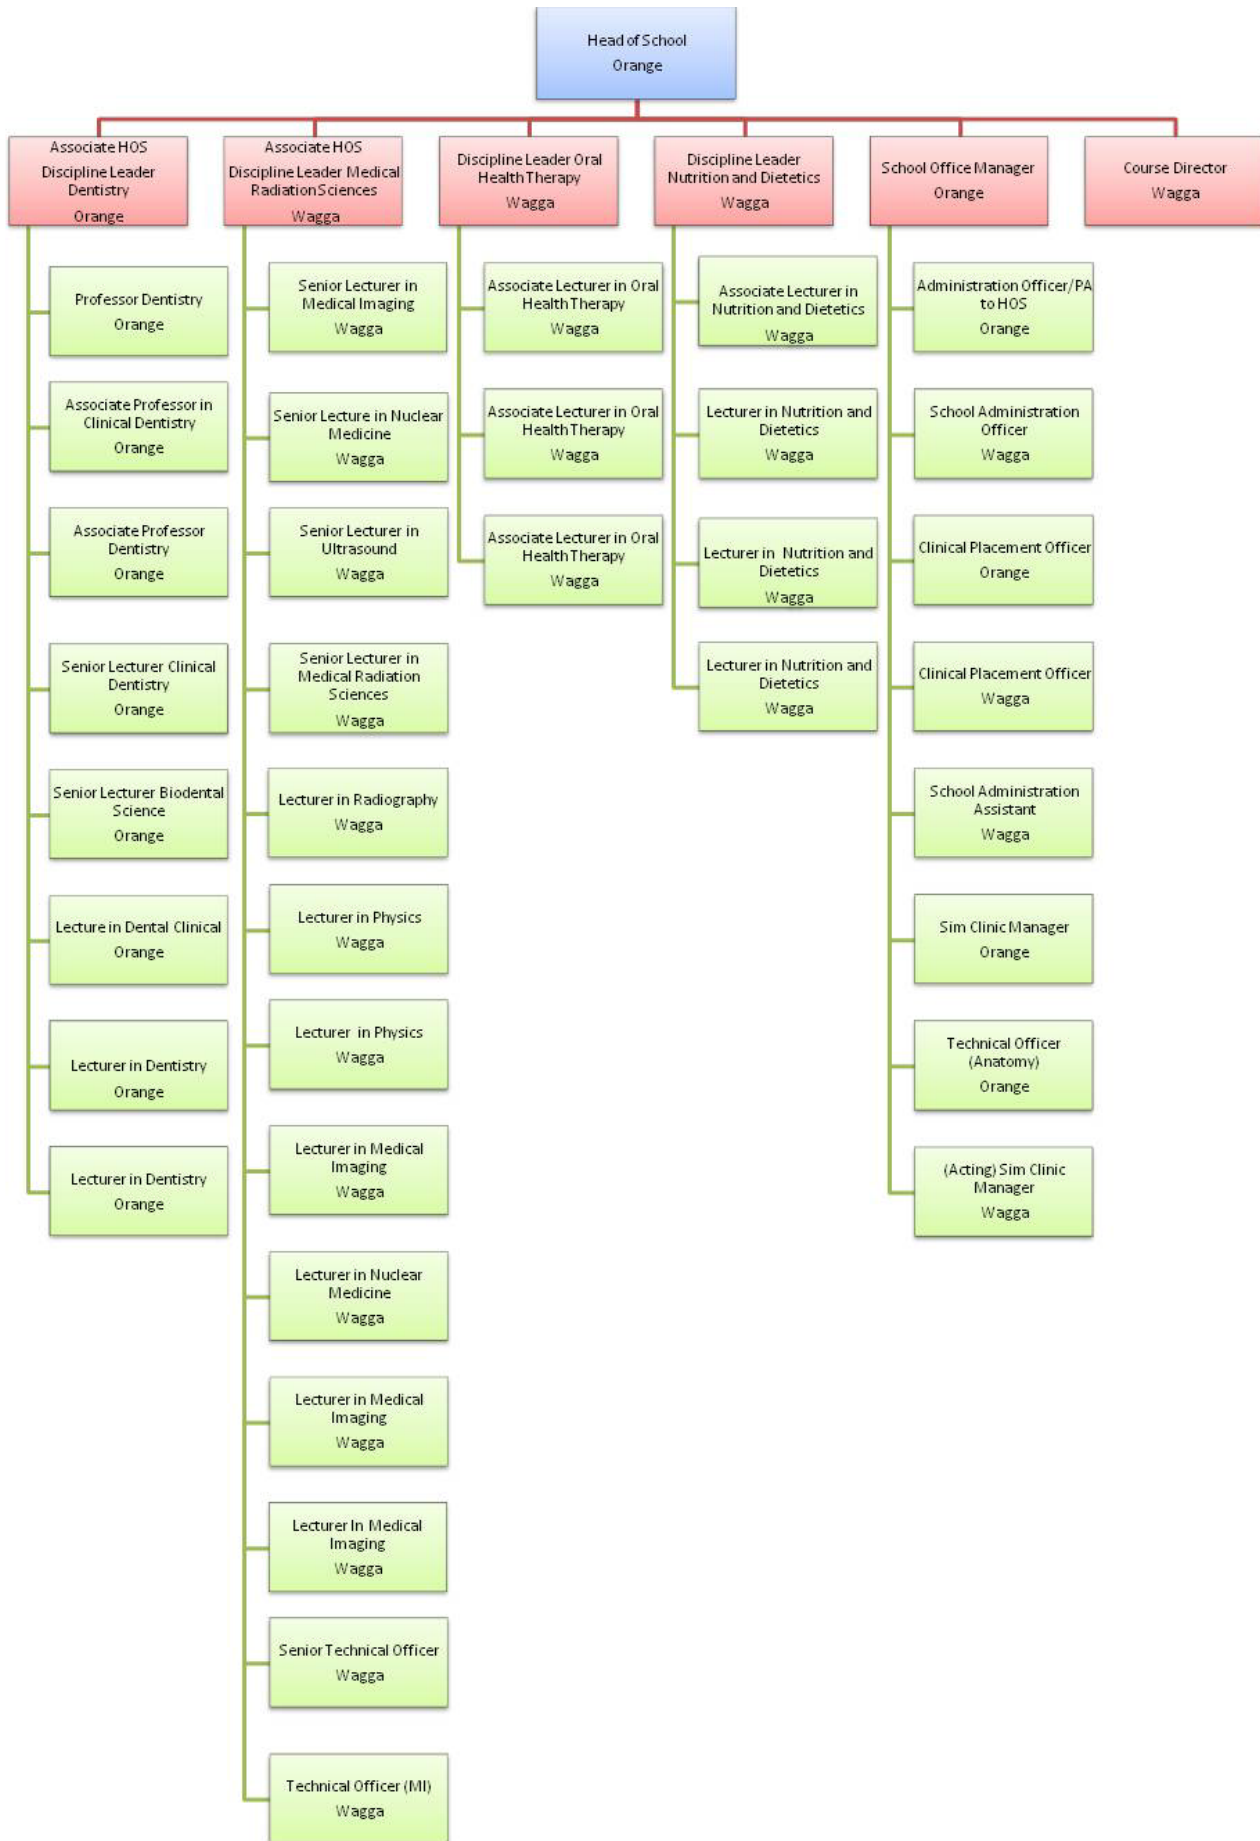 Head of School
Orange
Associate HOS
Discipline Leader
Dentistry
Orange
Associate HOS
Discipline Leader Medical
Radiation Sciences
Wagga
Discipline Leader Oral
Health Therapy
Wagga
Discipline Leader
Nutrition and Dietetics
Wagga
School Office Manager
Orange
Course Director
Wagga
Professor Dentistry
Orange
Associate Professor in
Clinical Dentistry
Orange
Associate Professor
Dentistry
Orange
Senior Lecturer Clinical
Dentistry
Orange
Senior Lecturer Biodental
Science
Orange
Lecture in Dental Clinical
Orange
Lecturer in Dentistry
Orange
Lecturer in Dentistry
Orange
Senior Lecturer in
Medical Imaging
Wagga
Senior Lecture in Nuclear
Medicine
Wagga
Senior Lecturer in
Ultrasound
Wagga
Senior Lecturer in
Medical Radiation
Sciences
Wagga
Lecturer in Radiography
Wagga
Lecturer in Physics
Wagga
Lecturer in Physics
Wagga
Lecturer in Medical
Imaging
Wagga
Lecturer in Nuclear
Medicine
Wagga
Lecturer in Medical
Imaging
Wagga
Lecturer In Medical
Imaging
Wagga
Senior Technical Officer
Wagga
Technical Officer (MI)
Wagga
Associate Lecturer in Oral
Health Therapy
Wagga
Associate Lecturer in Oral
Health Therapy
Wagga
Associate Lecturer in Oral
Health Therapy
Wagga
Associate Lecturer in
Nutrition and Dietetics
Wagga
Lecturer in Nutrition and
Dietetics
Wagga
Lecturer in Nutrition and
Dietetics
Wagga
Lecturer in Nutrition and
Dietetics
Wagga
Administration Officer/PA
to HOS
Orange
School Administration
Officer
Wagga
Clinical Placement Officer
Orange
Clinical Placement Officer
Wagga
School Administration
Assistant
Wagga
Sim Clinic Manager
Orange
Technical Officer
(Anatomy)
Orange
(Acting) Sim Clinic
Manager
Wagga